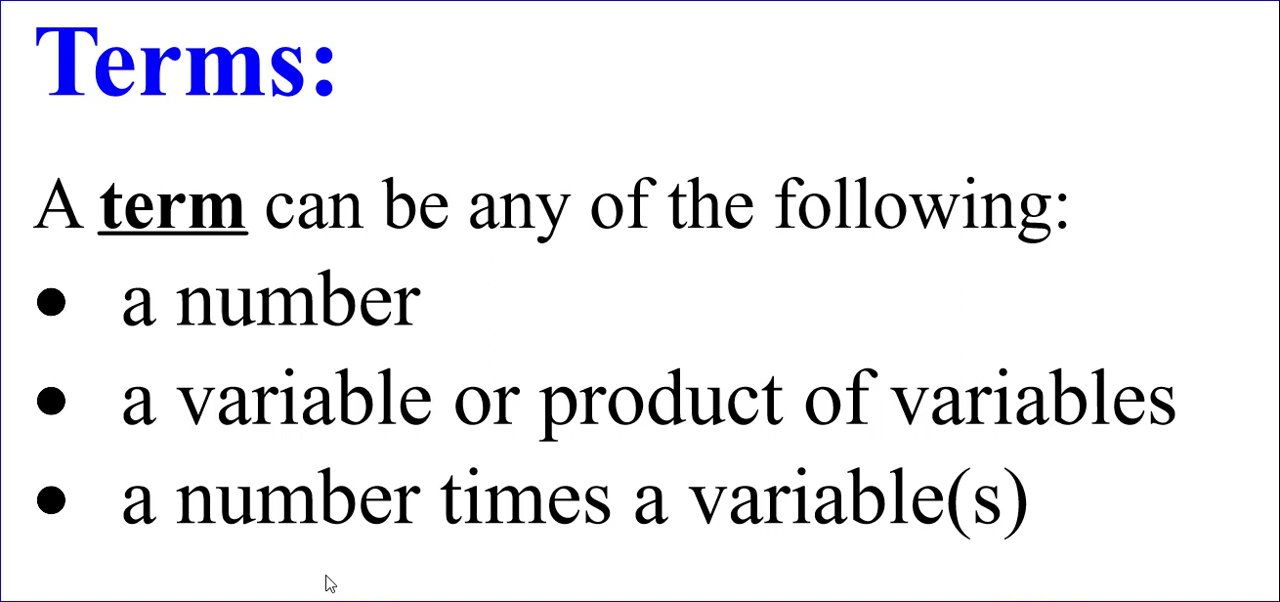 Terms:
A term can be any of the following:
• a number
• a variable or product of variables
• a number times a variable(s)